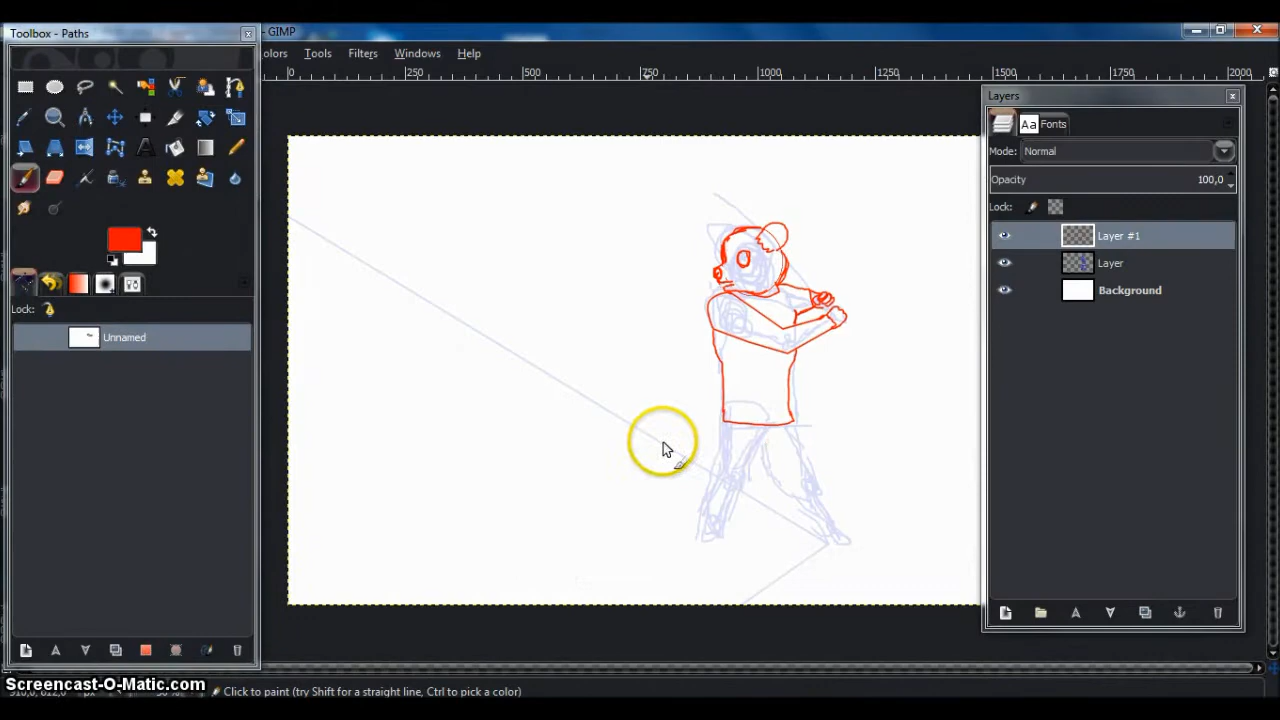 Toolbox - Paths
- GIMP
olors Tools Filters Windows Help
0 250 500 750 1000 1250 1500 1750 2000
Layers
Aa Fonts
Mode: Normal
Opacity 100,0
Lock:
Layer #1
Layer
Background
Lock:
Unnamed
Screencast-O-Matic.com
Click to paint (try Shift for a straight line, Ctrl to pick a color)